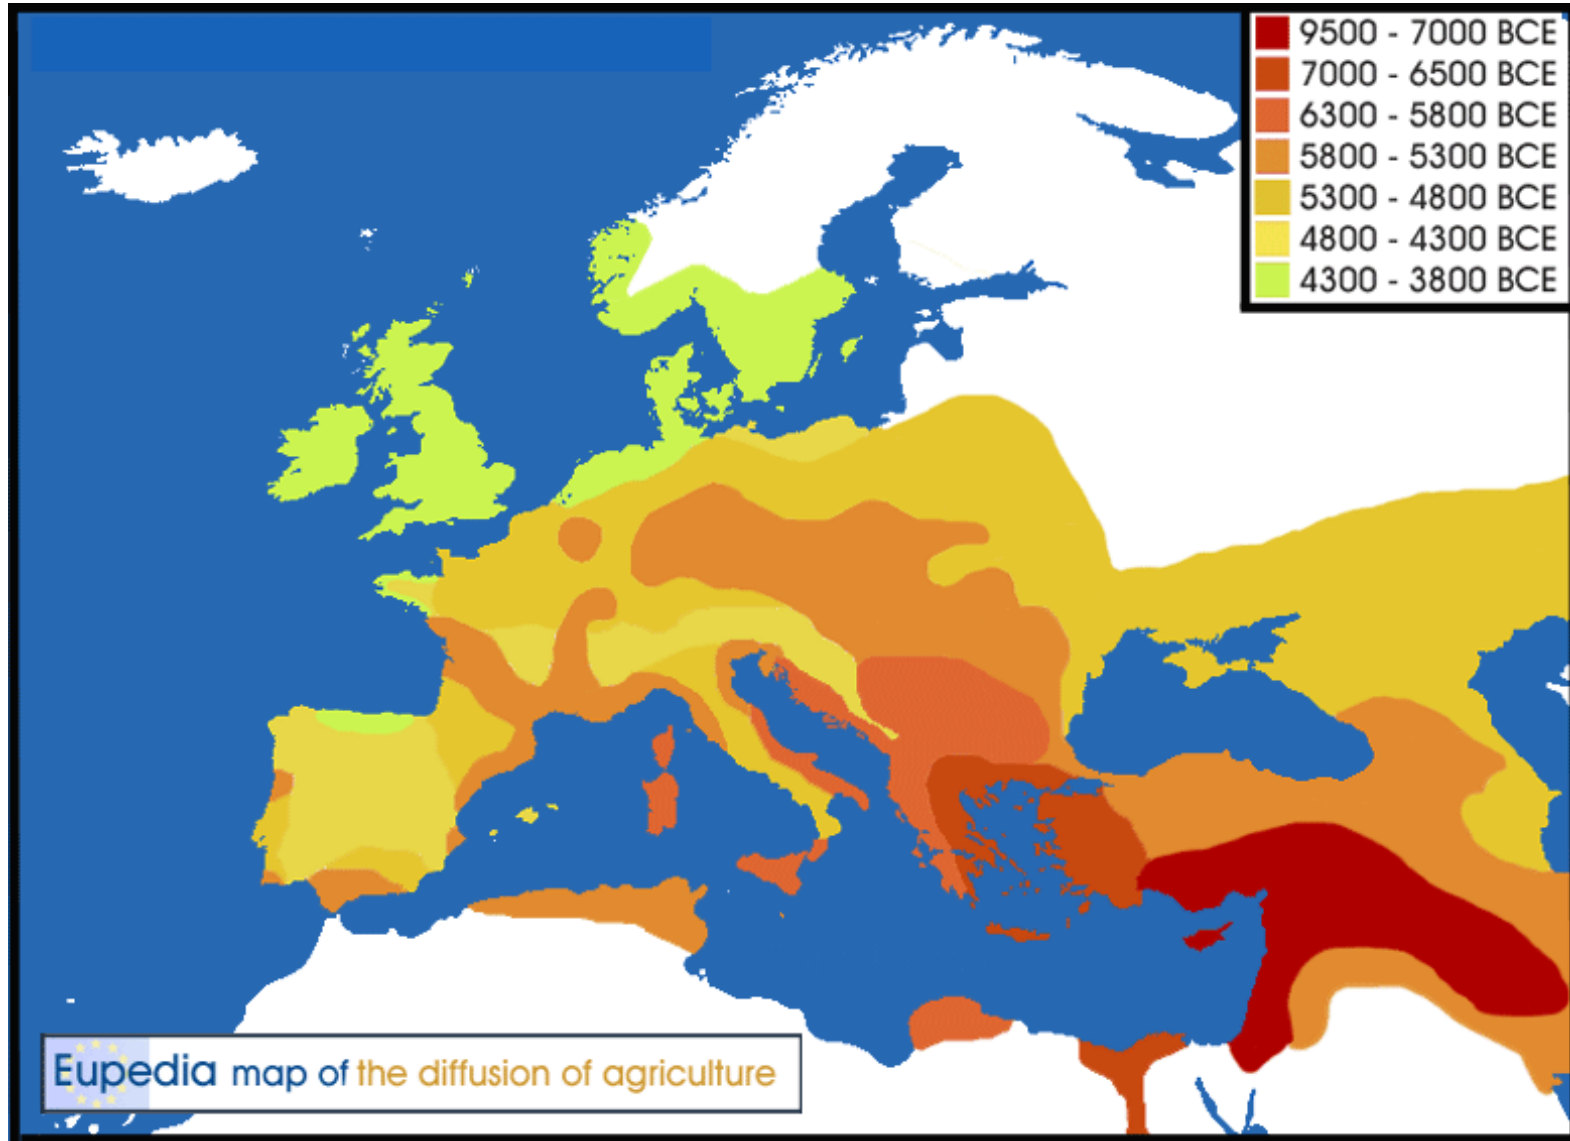 9500 - 7000 BCE
7000 - 6500 BCE
6300 - 5800 BCE
5800 - 5300 BCE
5300 - 4800 BCE
4800 - 4300 BCE
4300 - 3800 BCE
Eupedia map of the diffusion of agriculture